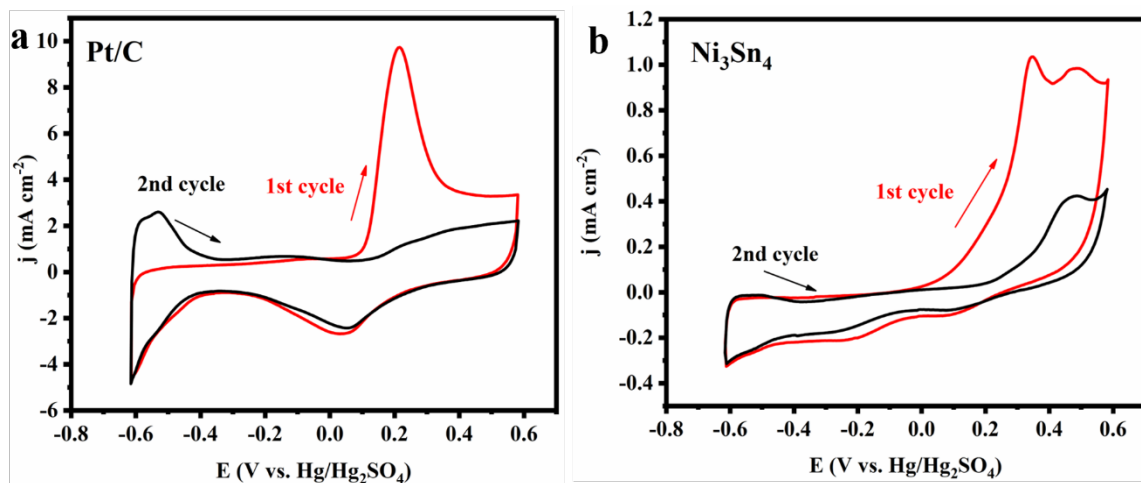 a
Pt/C
10
8
6
4
2
0
-2
-4
-6
j (mA cm⁻²)
2nd cycle
1st cycle
-0.8 -0.6 -0.4 -0.2 0.0 0.2 0.4 0.6
E (V vs. Hg/Hg₂SO₄)
b
Ni₃Sn₄
1.2
1.0
0.8
0.6
0.4
0.2
0.0
-0.2
-0.4
j (mA cm⁻²)
1st cycle
2nd cycle
-0.8 -0.6 -0.4 -0.2 0.0 0.2 0.4 0.6
E (V vs. Hg/Hg₂SO₄)